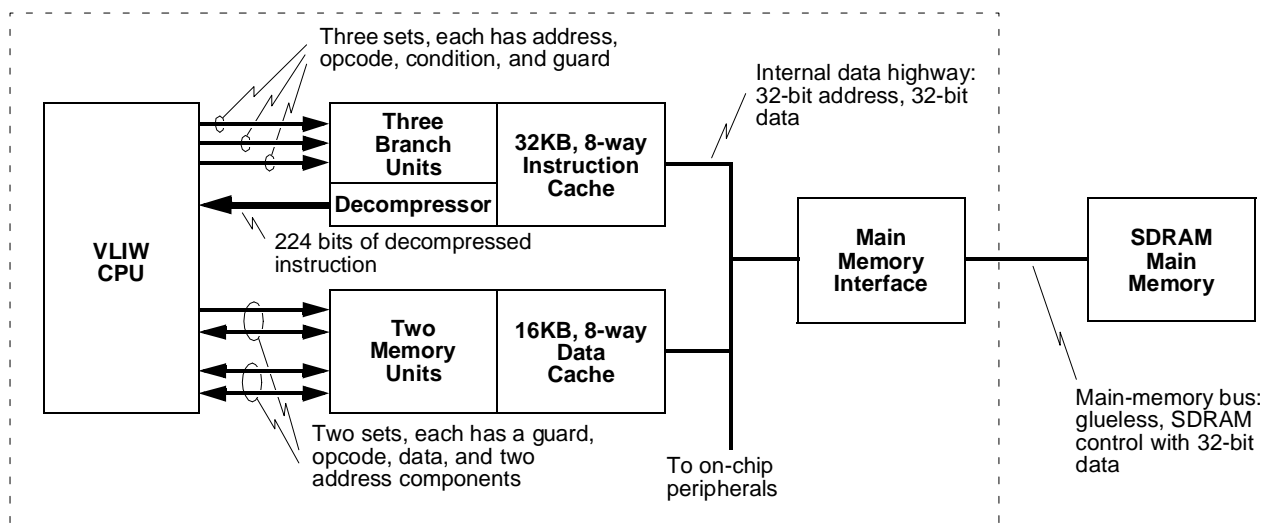 Three sets, each has address,
opcode, condition, and guard
Internal data highway:
32-bit address, 32-bit
data
VLIW
CPU
Three
Branch
Units
Decompressor
32KB, 8-way
Instruction
Cache
224 bits of decompressed
instruction
Main
Memory
Interface
SDRAM
Main
Memory
Two
Memory
Units
16KB, 8-way
Data
Cache
Two sets, each has a guard,
opcode, data, and two
address components
To on-chip
peripherals
Main-memory bus:
glueless, SDRAM
control with 32-bit
data